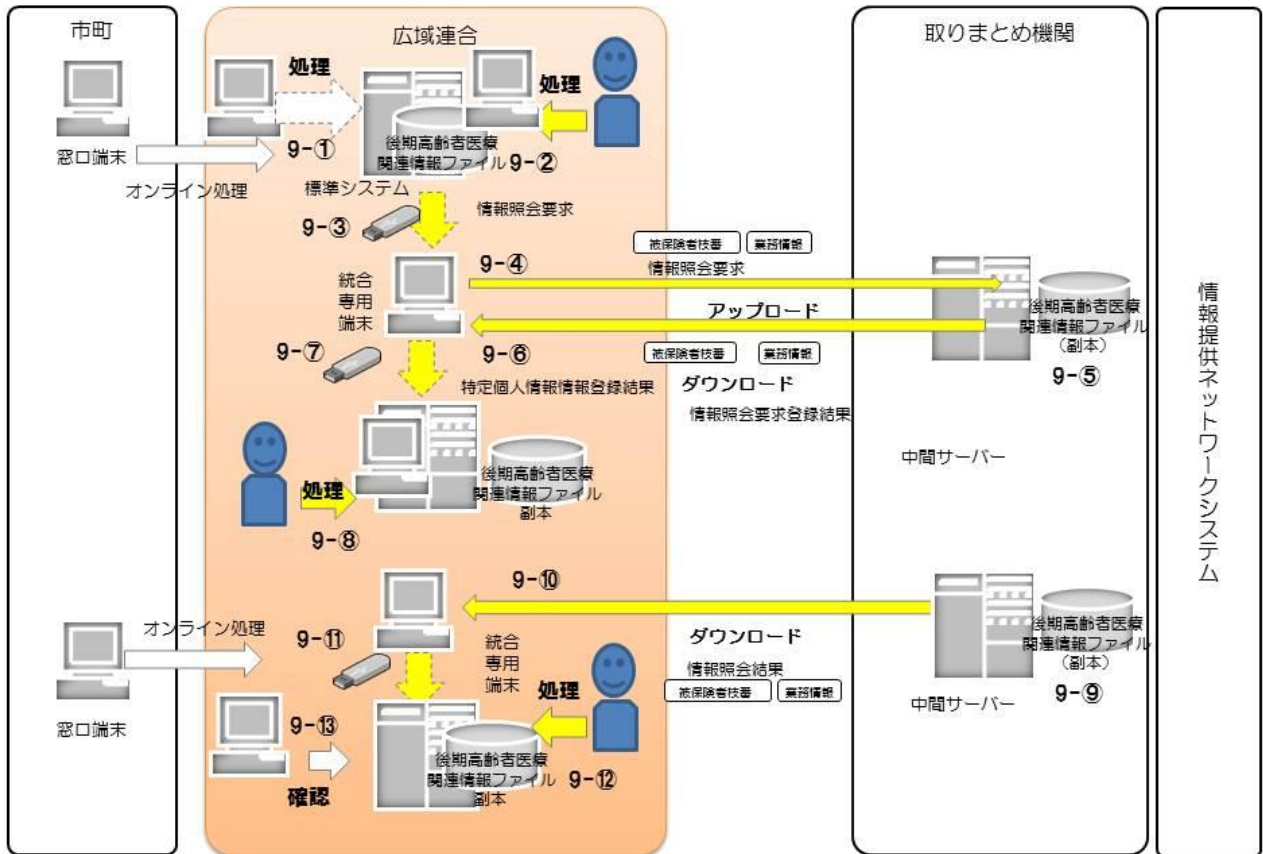 市町
広域連合
取りまとめ機関
処理
処理
窓口端末
9-①
後期高齢者医療
関連情報ファイル
9-②
オンライン処理
標準システム
9-③
情報照会要求
被保険者枝番
業務情報
9-④
情報照会要求
統合
専用
端末
アップロード
後期高齢者医療
関連情報ファイル
(副本)
9-⑤
9-⑦
9-⑥
被保険者枝番
業務情報
特定個人情報情報登録結果
ダウンロード
情報照会要求登録結果
中間サーバー
処理
後期高齢者医療
関連情報ファイル
副本
9-⑧
9-⑩
オンライン処理
9-⑪
ダウンロード
後期高齢者医療
関連情報ファイル
(副本)
統合
専用
端末
情報照会結果
被保険者枝番
業務情報
9-⑨
処理
中間サーバー
窓口端末
9-⑬
後期高齢者医療
関連情報ファイル
副本
9-⑫
確認
情報提供ネットワークシステム